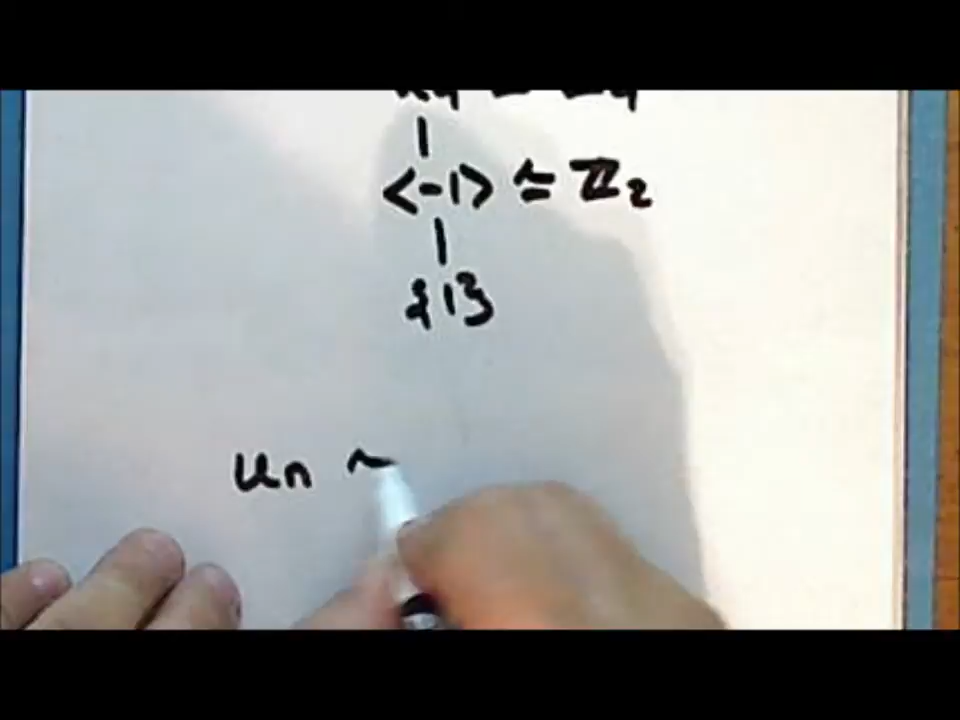 |
<-1> ≃ ℤ₂
|
{1}
Un ~